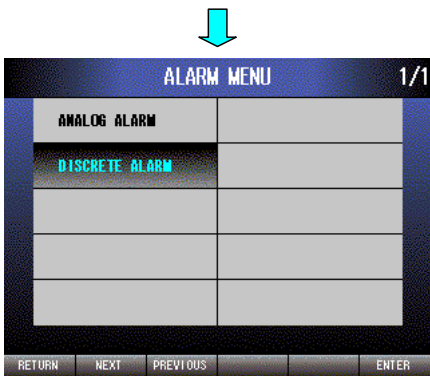 ALARM MENU 1/1
ANALOG ALARM
DISCRETE ALARM
RETURN NEXT PREVIOUS ENTER